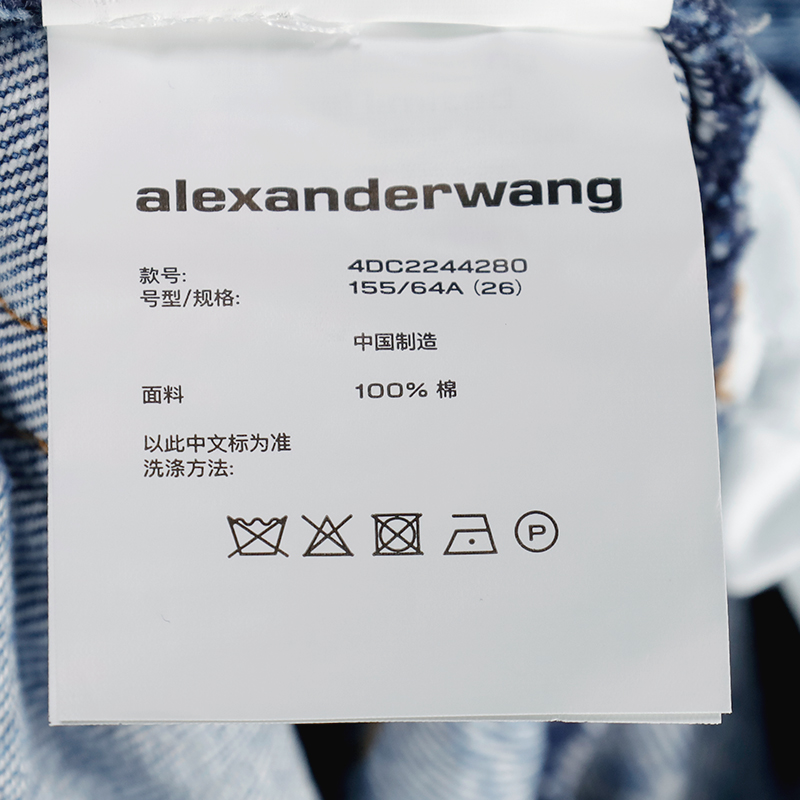 alexanderwang
款号: 4DC2244280
号型/规格: 155/64A (26)
中国制造
面料 100% 棉
以此中文标为准
洗涤方法:
P